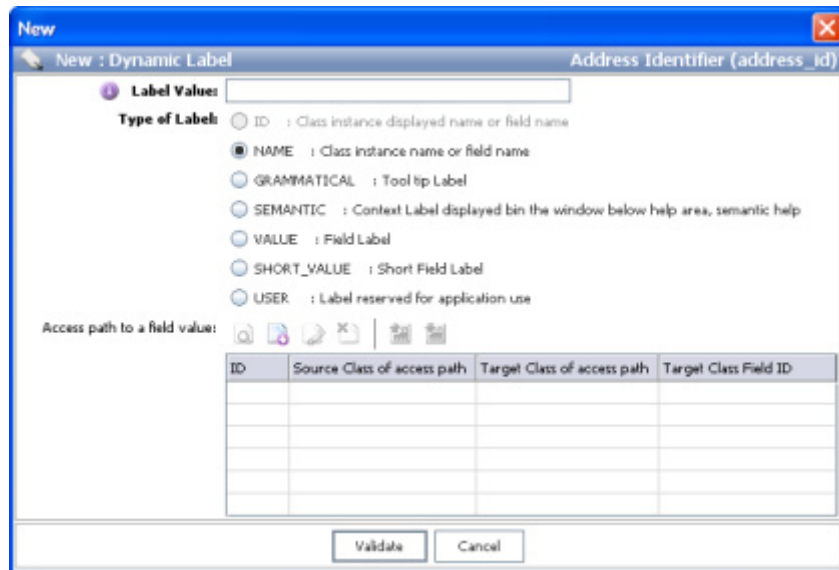 New
New : Dynamic Label Address Identifier (address_id)
Label Value:
Type of Label: ID : Class instance displayed name or field name
NAME : Class instance name or field name
GRAMMATICAL : Tool tip Label
SEMANTIC : Context Label displayed bin the window below help area, semantic help
VALUE : Field Label
SHORT_VALUE : Short Field Label
USER : Label reserved for application use
Access path to a field value:
ID Source Class of access path Target Class of access path Target Class Field ID
Validate Cancel